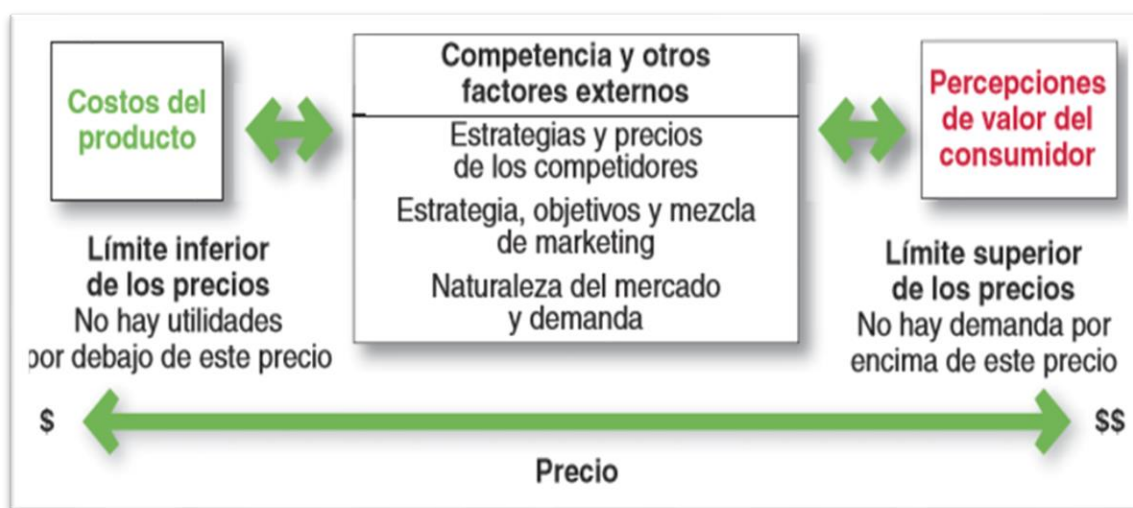 Costos del
producto
Límite inferior
de los precios
No hay utilidades
por debajo de este precio
Competencia y otros
factores externos
Estrategias y precios
de los competidores
Estrategia, objetivos y mezcla
de marketing
Naturaleza del mercado
y demanda
Percepciones
de valor del
consumidor
Límite superior
de los precios
No hay demanda por
encima de este precio
$
$$
Precio